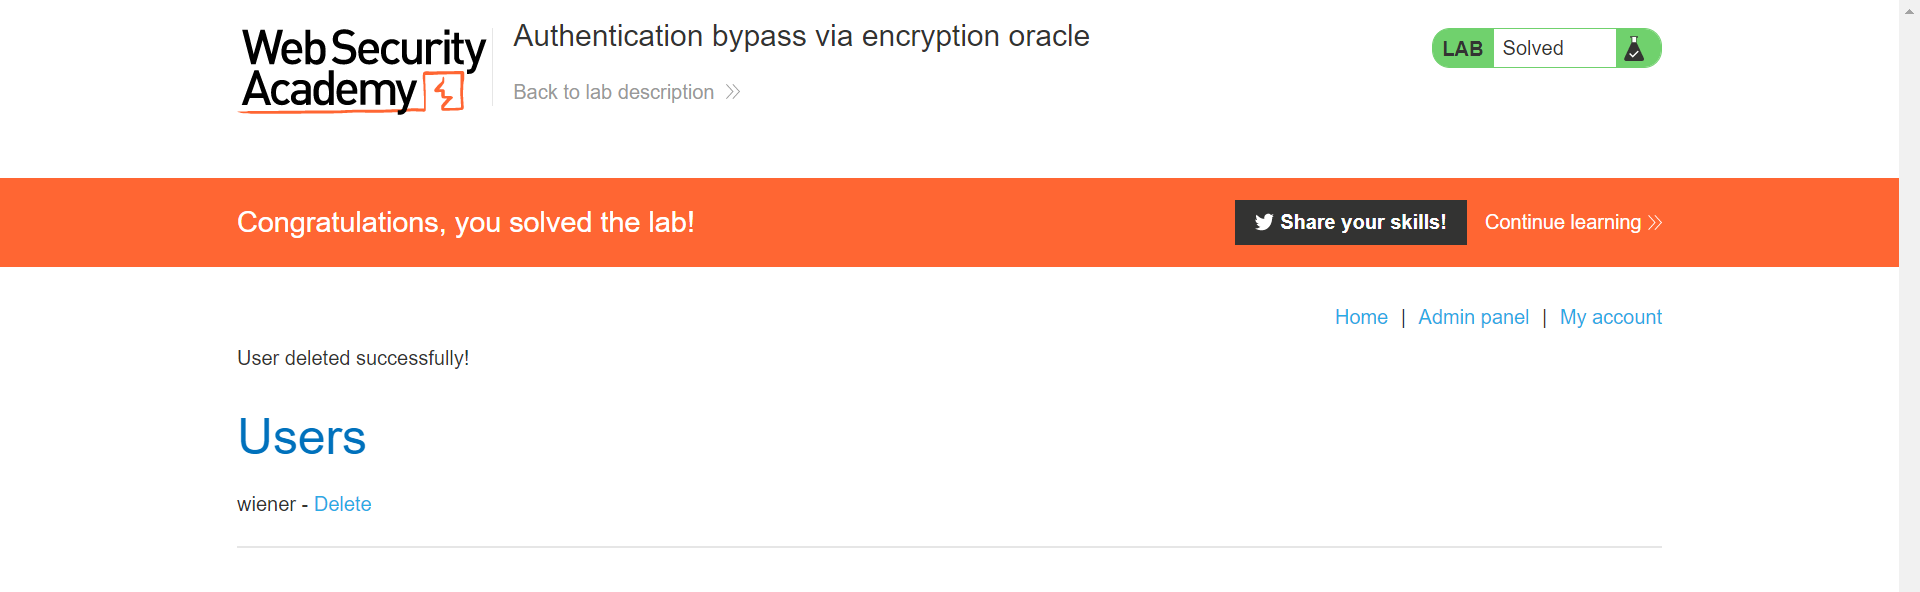 Web Security
Academy
Authentication bypass via encryption oracle
Back to lab description
LAB Solved
Congratulations, you solved the lab!
Share your skills!
Continue learning
Home | Admin panel | My account
User deleted successfully!
Users
wiener - Delete